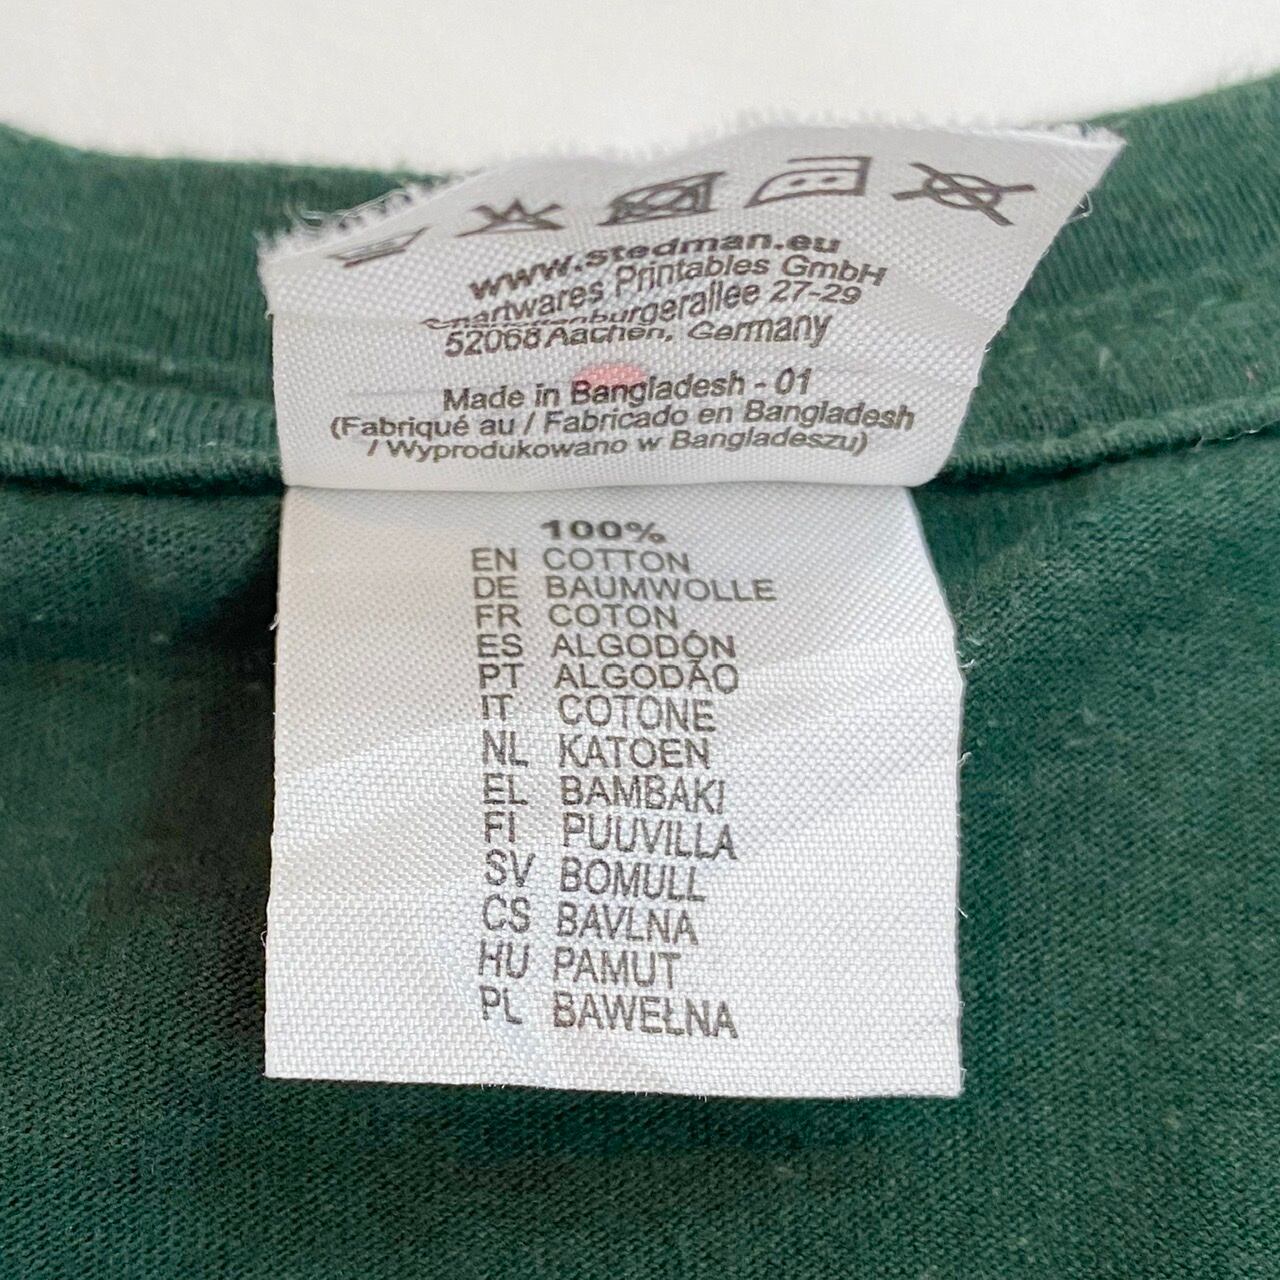 www.stedman.eu
Printables GmbH
27-29
52068 Aachen, Germany
Made in Bangladesh - 01
(Fabriqué au / Fabricado en Bangladesh
/ Wyprodukowano w Bangladeszu)
100%
EN COTTON
DE BAUMWOLLE
FR COTON
ES ALGODÓN
PT ALGODÃO
IT COTONE
NL KATOEN
EL BAMBAKI
FI PUUVILLA
SV BOMULL
CS BAVLNA
HU PAMUT
PL BAWEŁNA